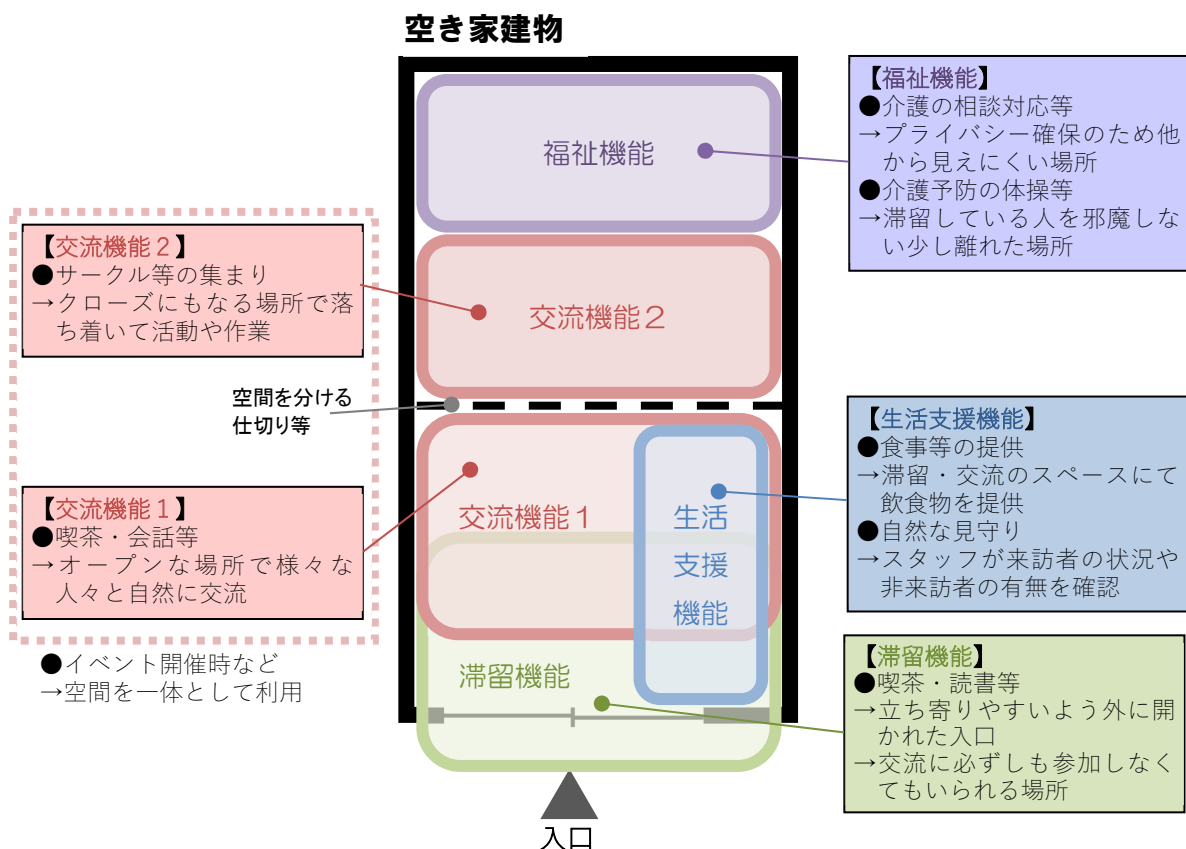 空き家建物
福祉機能
交流機能２
交流機能１
生活
支援
機能
滞留機能
入口
【交流機能２】
●サークル等の集まり
→クローズにもなる場所で落
ち着いて活動や作業
空間を分ける
仕切り等
【交流機能１】
●喫茶・会話等
→オープンな場所で様々な
人々と自然に交流
●イベント開催時など
→空間を一体として利用
【福祉機能】
●介護の相談対応等
→プライバシー確保のため他
から見えにくい場所
●介護予防の体操等
→滞留している人を邪魔しな
い少し離れた場所
【生活支援機能】
●食事等の提供
→滞留・交流のスペースにて
飲食物を提供
●自然な見守り
→スタッフが来訪者の状況や
非来訪者の有無を確認
【滞留機能】
●喫茶・読書等
→立ち寄りやすいよう外に開
かれた入口
→交流に必ずしも参加しなく
てもいられる場所